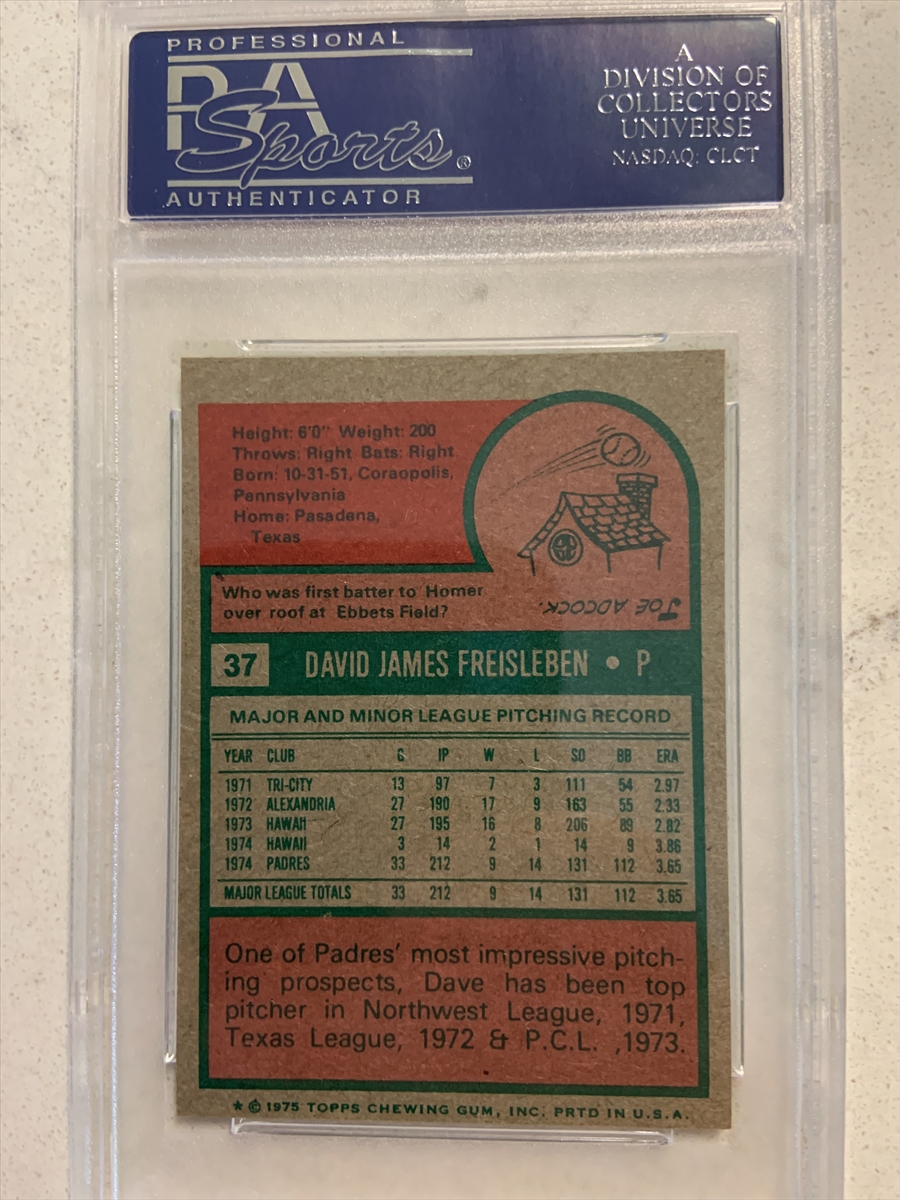 PROFESSIONAL
PSA
Sports®
AUTHENTICATOR
A
DIVISION OF
COLLECTORS
UNIVERSE
NASDAQ: CLCT
Height: 6'0" Weight: 200
Throws: Right Bats: Right
Born: 10-31-51, Coraopolis,
Pennsylvania
Home: Pasadena,
Texas
Who was first batter to Homer
over roof at Ebbets Field?
JOE ADCOCK.
37 DAVID JAMES FREISLEBEN • P
MAJOR AND MINOR LEAGUE PITCHING RECORD
YEAR CLUB G IP W L SO BB ERA
1971 TRI-CITY 13 97 7 3 111 54 2.97
1972 ALEXANDRIA 27 190 17 9 163 55 2.33
1973 HAWAII 27 195 16 8 206 89 2.82
1974 HAWAII 3 14 2 1 14 9 3.86
1974 PADRES 33 212 9 14 131 112 3.65
MAJOR LEAGUE TOTALS 33 212 9 14 131 112 3.65
One of Padres' most impressive pitch-
ing prospects, Dave has been top
pitcher in Northwest League, 1971,
Texas League, 1972 & P.C.L. ,1973.
* © 1975 TOPPS CHEWING GUM, INC. PRTD IN U.S.A.